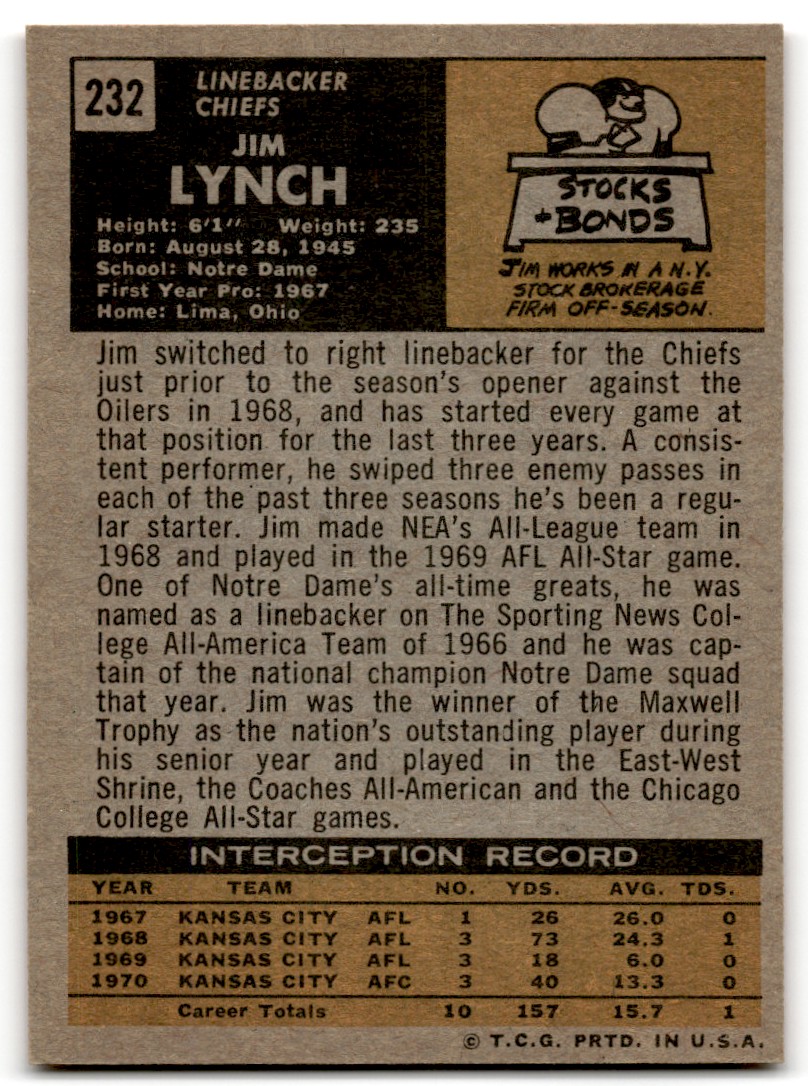 232
LINEBACKER
CHIEFS
JIM
LYNCH
Height: 6'1" Weight: 235
Born: August 28, 1945
School: Notre Dame
First Year Pro: 1967
Home: Lima, Ohio
STOCKS
+ BONDS
JIM WORKS IN A N.Y.
STOCK BROKERAGE
FIRM OFF-SEASON.
Jim switched to right linebacker for the Chiefs
just prior to the season's opener against the
Oilers in 1968, and has started every game at
that position for the last three years. A consis-
tent performer, he swiped three enemy passes in
each of the past three seasons he's been a regu-
lar starter. Jim made NEA's All-League team in
1968 and played in the 1969 AFL All-Star game.
One of Notre Dame's all-time greats, he was
named as a linebacker on The Sporting News Col-
lege All-America Team of 1966 and he was cap-
tain of the national champion Notre Dame squad
that year. Jim was the winner of the Maxwell
Trophy as the nation's outstanding player during
his senior year and played in the East-West
Shrine, the Coaches All-American and the Chicago
College All-Star games.
INTERCEPTION RECORD
YEAR TEAM NO. YDS. AVG. TDS.
1967 KANSAS CITY AFL 1 26 26.0 0
1968 KANSAS CITY AFL 3 73 24.3 1
1969 KANSAS CITY AFL 3 18 6.0 0
1970 KANSAS CITY AFC 3 40 13.3 0
Career Totals 10 157 15.7 1
© T.C.G. PRTD. IN U.S.A.